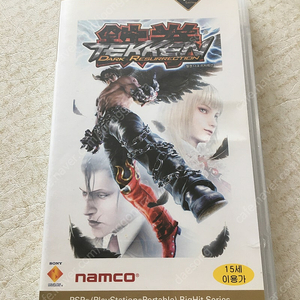 鉄拳
TEKKEN
DARK RESURRECTION
SONY
namco
15세
이용가
PSP® (PlayStation®Portable) BigHit Series